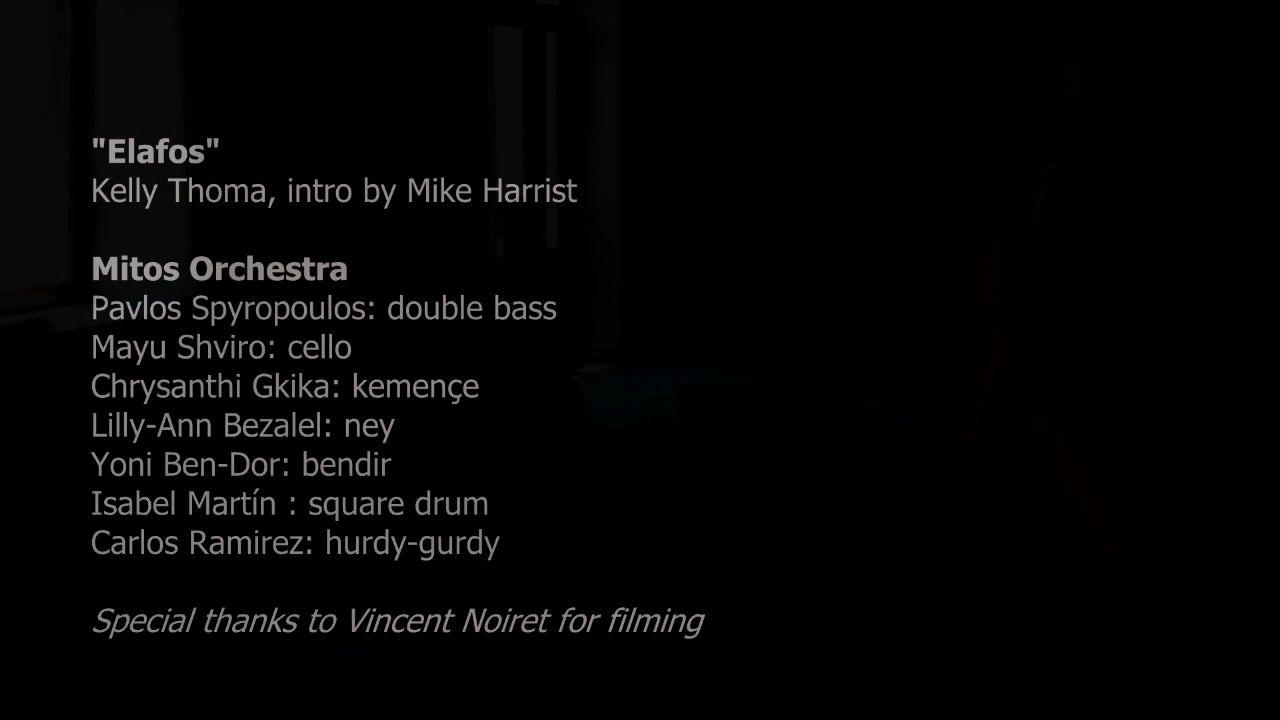 "Elafos"
Kelly Thoma, intro by Mike Harrist
Mitos Orchestra
Pavlos Spyropoulos: double bass
Mayu Shviro: cello
Chrysanthi Gkika: kemençe
Lilly-Ann Bezalel: ney
Yoni Ben-Dor: bendir
Isabel Martín : square drum
Carlos Ramirez: hurdy-gurdy
Special thanks to Vincent Noiret for filming